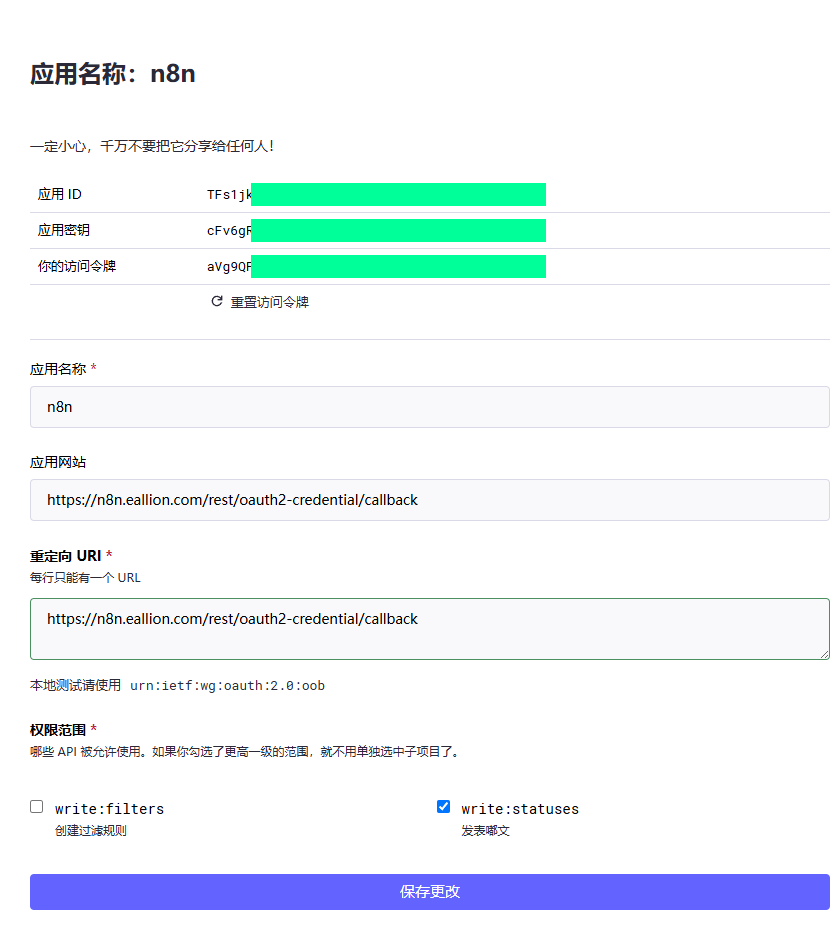 应用名称：n8n
一定小心，千万不要把它分享给任何人！
应用 ID TFs1jk
应用密钥 cFv6gR
你的访问令牌 aVg9QF
重置访问令牌
应用名称 *
n8n
应用网站
https://n8n.eallion.com/rest/oauth2-credential/callback
重定向 URI *
每行只能有一个 URL
https://n8n.eallion.com/rest/oauth2-credential/callback
本地测试请使用 urn:ietf:wg:oauth:2.0:oob
权限范围 *
哪些 API 被允许使用。如果你勾选了更高一级的范围，就不用单独选中子项目了。
write:filters write:statuses
创建过滤规则 发表嘟文
保存更改